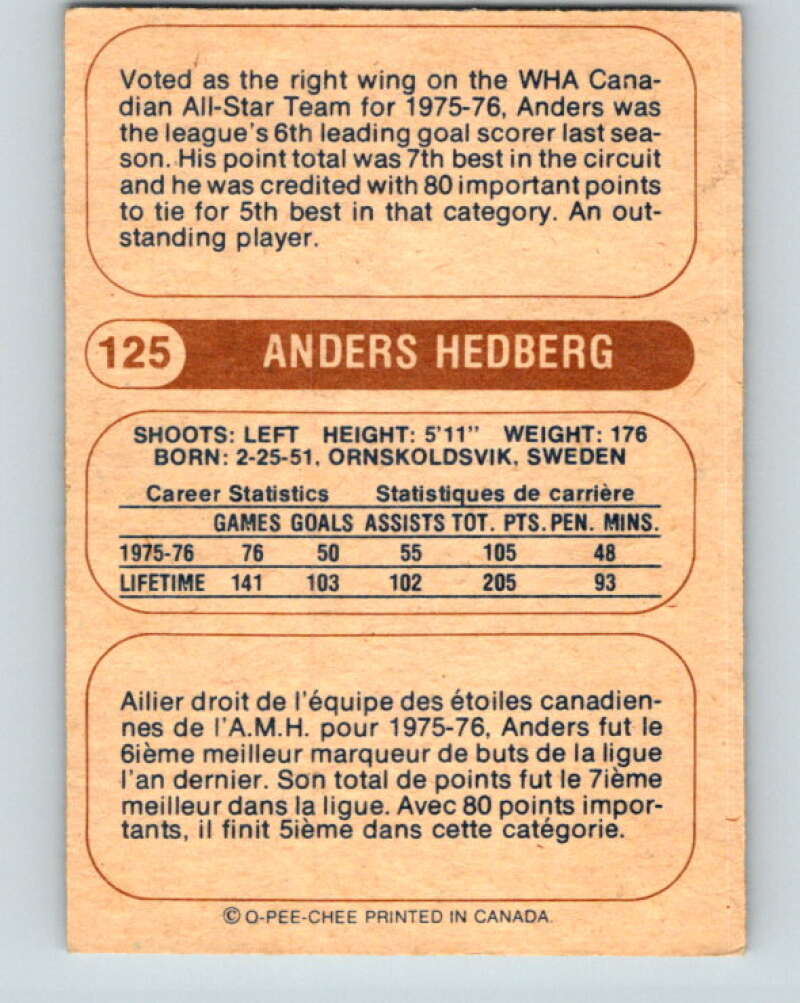 Voted as the right wing on the WHA Cana-
dian All-Star Team for 1975-76, Anders was
the league's 6th leading goal scorer last sea-
son. His point total was 7th best in the circuit
and he was credited with 80 important points
to tie for 5th best in that category. An out-
standing player.
125 ANDERS HEDBERG
SHOOTS: LEFT HEIGHT: 5'11" WEIGHT: 176
BORN: 2-25-51, ORNSKOLDSVIK, SWEDEN
Career Statistics Statistiques de carrière
GAMES GOALS ASSISTS TOT. PTS. PEN. MINS.
1975-76 76 50 55 105 48
LIFETIME 141 103 102 205 93
Ailier droit de l'équipe des étoiles canadien-
nes de l'A.M.H. pour 1975-76, Anders fut le
6ième meilleur marqueur de buts de la ligue
l'an dernier. Son total de points fut le 7ième
meilleur dans la ligue. Avec 80 points impor-
tants, il finit 5ième dans cette catégorie.
© O-PEE-CHEE PRINTED IN CANADA.